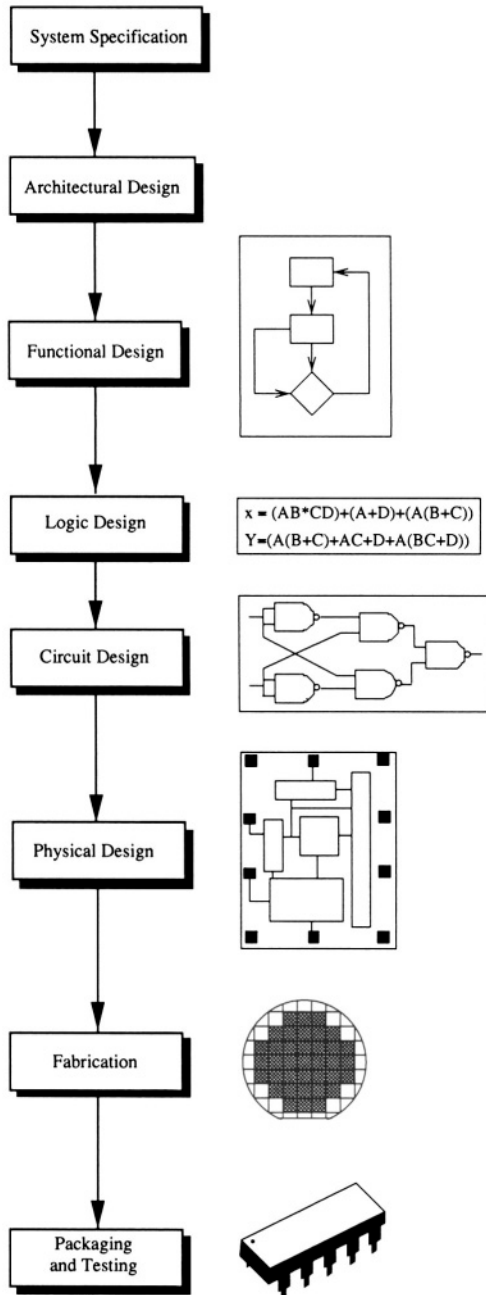 System Specification
Architectural Design
Functional Design
Logic Design
x = (AB*CD)+(A+D)+(A(B+C))
Y=(A(B+C)+AC+D+A(BC+D))
Circuit Design
Physical Design
Fabrication
Packaging
and Testing